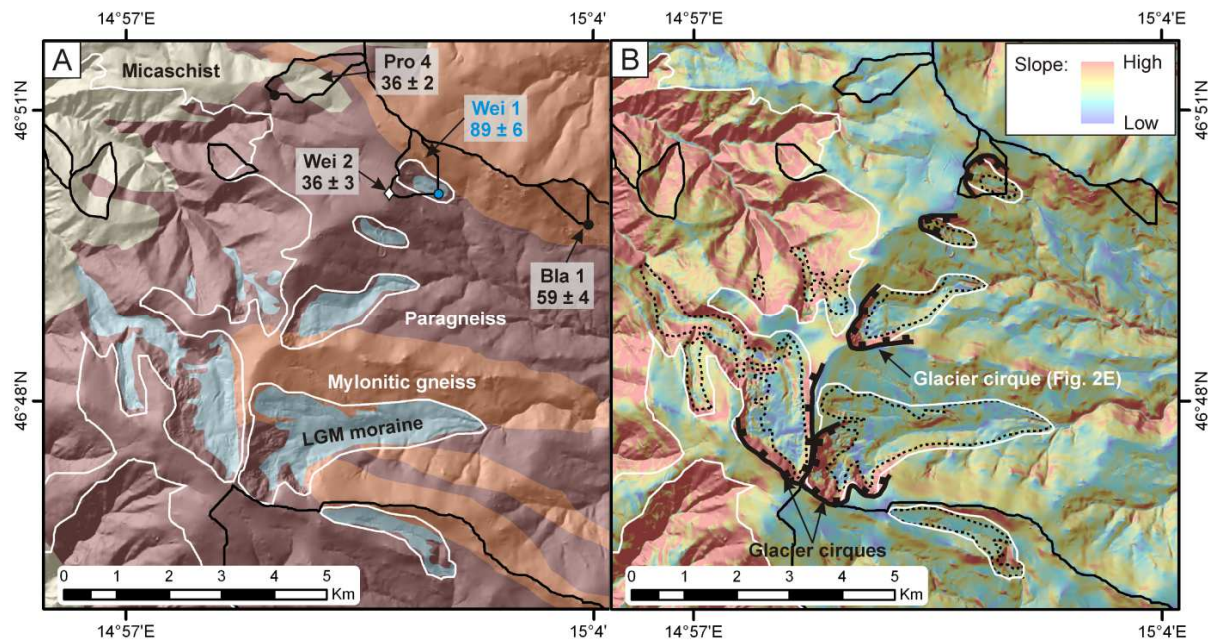 14°57'E
15°4'
14°57'E
15°4'E
A
Micaschist
Pro 4
36 ± 2
Wei 1
89 ± 6
Wei 2
36 ± 3
Bla 1
59 ± 4
Paragneiss
Mylonitic gneiss
LGM moraine
46°51'N
46°48'N
0 1 2 3 4 5
Km
14°57'E
15°4'
B
Slope:
High
Low
Glacier cirque (Fig. 2E)
Glacier cirques
46°51'N
46°48'N
0 1 2 3 4 5
Km
14°57'E
15°4'E